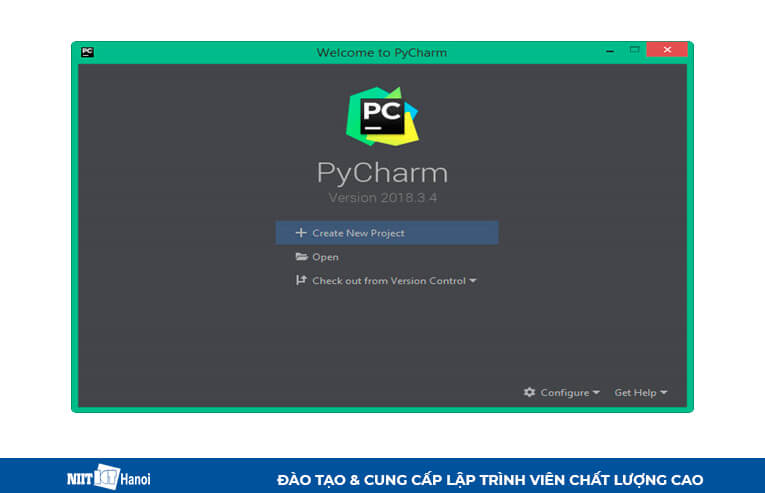 PC
Welcome to PyCharm
PC
PyCharm
Version 2018.3.4
Create New Project
Open
Check out from Version Control
Configure
Get Help
NIIT ICT Hanoi
ĐÀO TẠO & CUNG CẤP LẬP TRÌNH VIÊN CHẤT LƯỢNG CAO